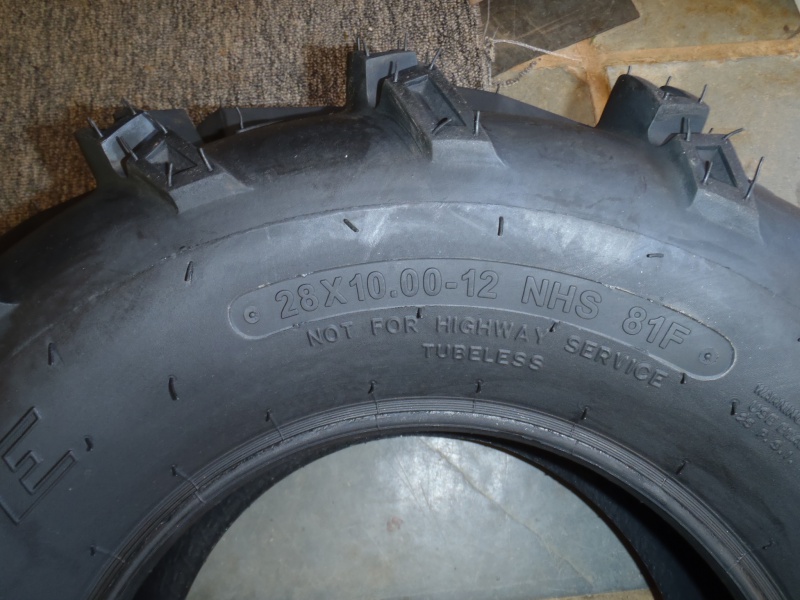 28X10.00-12 NHS 81F
NOT FOR HIGHWAY SERVICE
TUBELESS
E